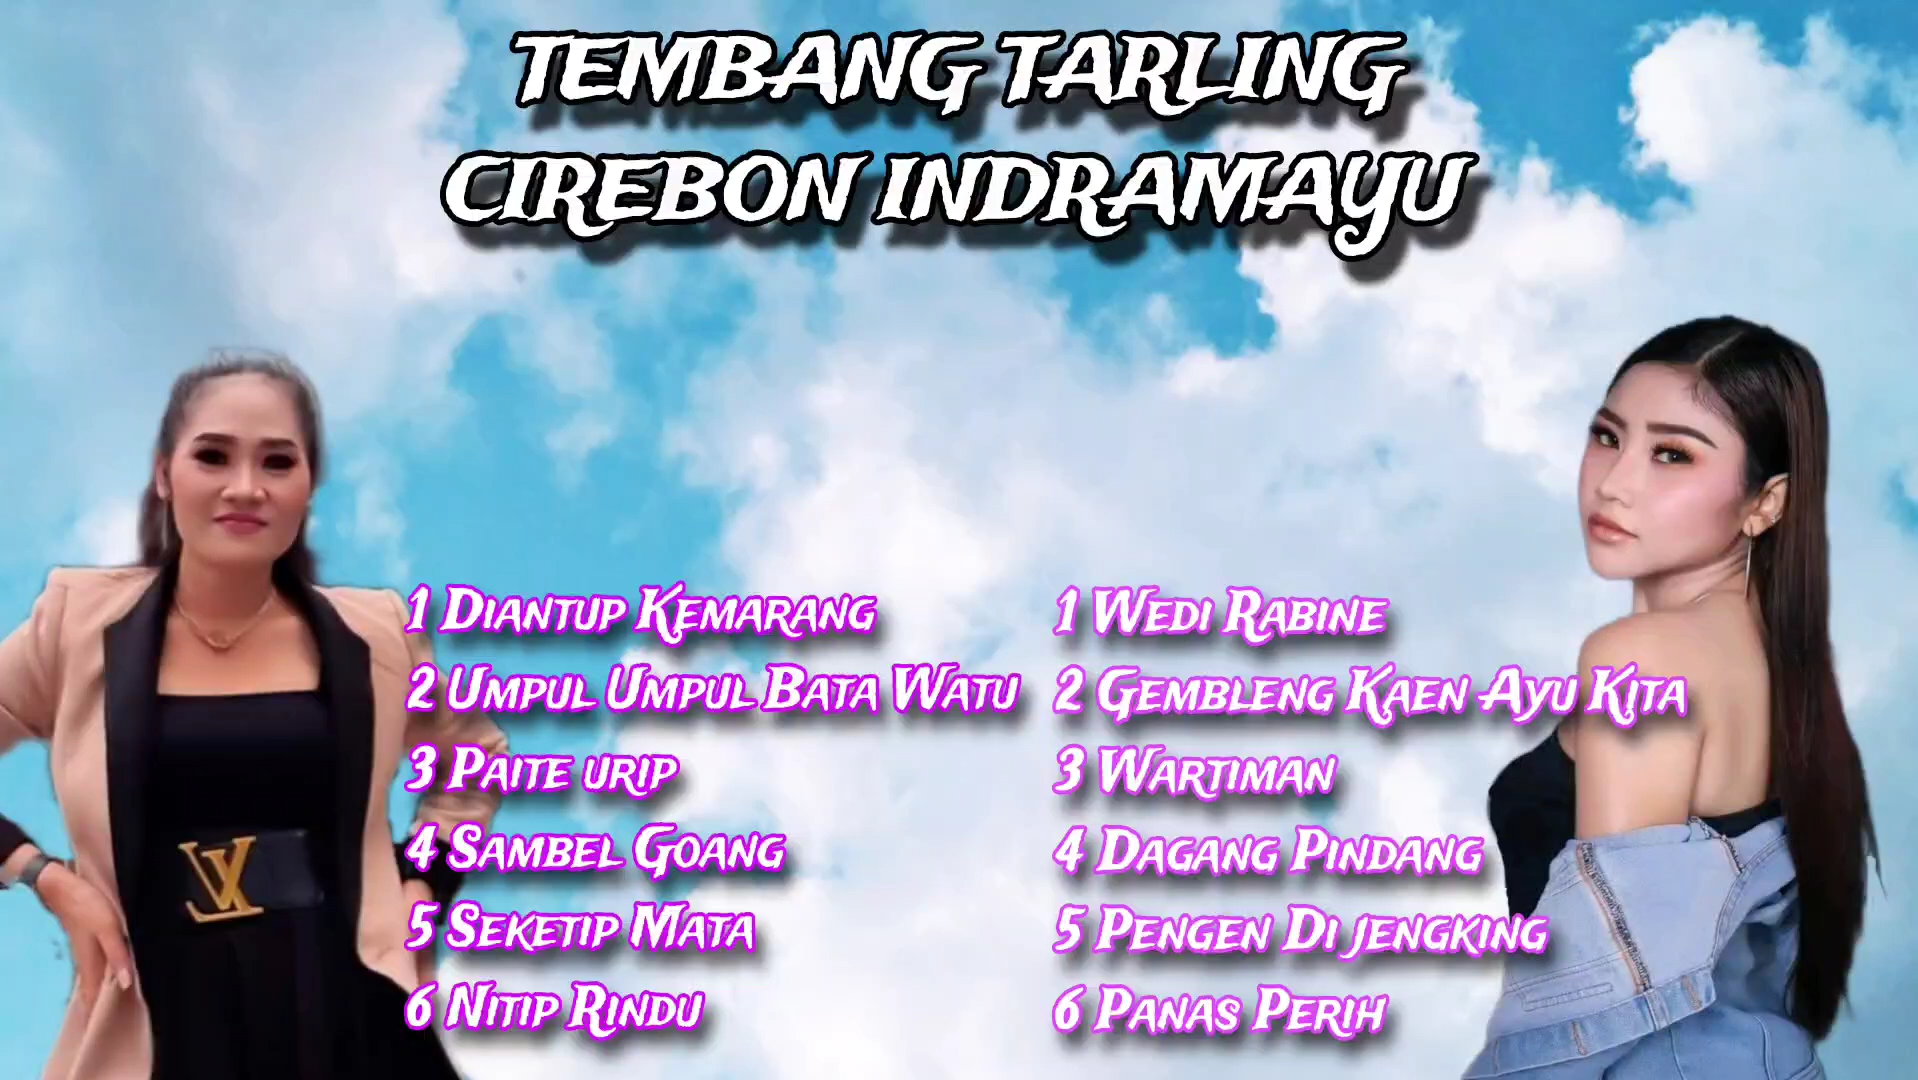 TEMBANG TARLING
CIREBON INDRAMAYU
1 DIANTUP KEMARANG
2 UMPUL UMPUL BATA WATU
3 PAITE URIP
4 SAMBEL GOANG
5 SEKETIP MATA
6 NITIP RINDU
1 WEDI RABINE
2 GEMBLENG KAEN AYU KITA
3 WARTIMAN
4 DAGANG PINDANG
5 PENGEN DI JENGKING
6 PANAS PERIH